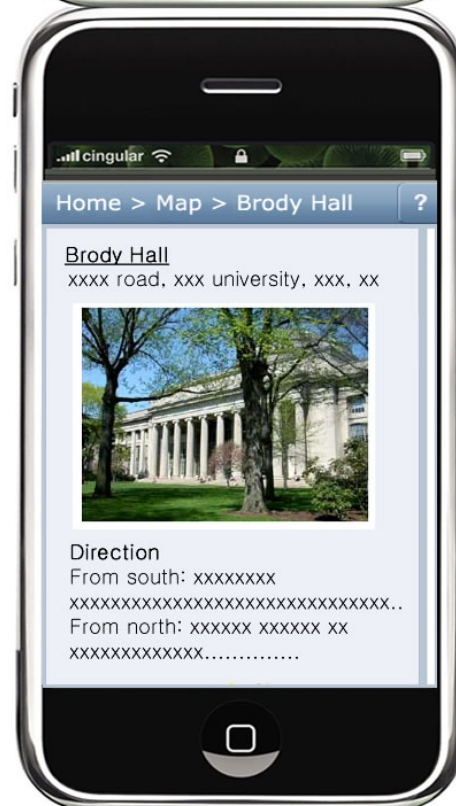 cingular
Home > Map > Brody Hall ?
Brody Hall
xxxx road, xxx university, xxx, xx
Direction
From south: xxxxxxxx
xxxxxxxxxxxxxxxxxxxxxxxxxxxxxxx..
From north: xxxxxx xxxxxx xx
xxxxxxxxxxxxx..............